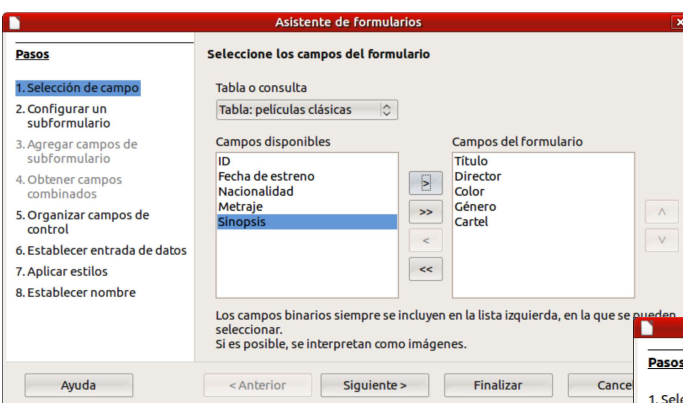 Asistente de formularios
Pasos
1. Selección de campo
2. Configurar un
subformulario
3. Agregar campos de
subformulario
4. Obtener campos
combinados
5. Organizar campos de
control
6. Establecer entrada de datos
7. Aplicar estilos
8. Establecer nombre
Seleccione los campos del formulario
Tabla o consulta
Tabla: películas clásicas
Campos disponibles
ID
Fecha de estreno
Nacionalidad
Metraje
Sinopsis
>
>>
<
<<
Campos del formulario
Título
Director
Color
Género
Cartel
Los campos binarios siempre se incluyen en la lista izquierda, en la que se pueden
seleccionar.
Si es posible, se interpretan como imágenes.
Ayuda
< Anterior
Siguiente >
Finalizar
Cance
Pasos
1. Sele